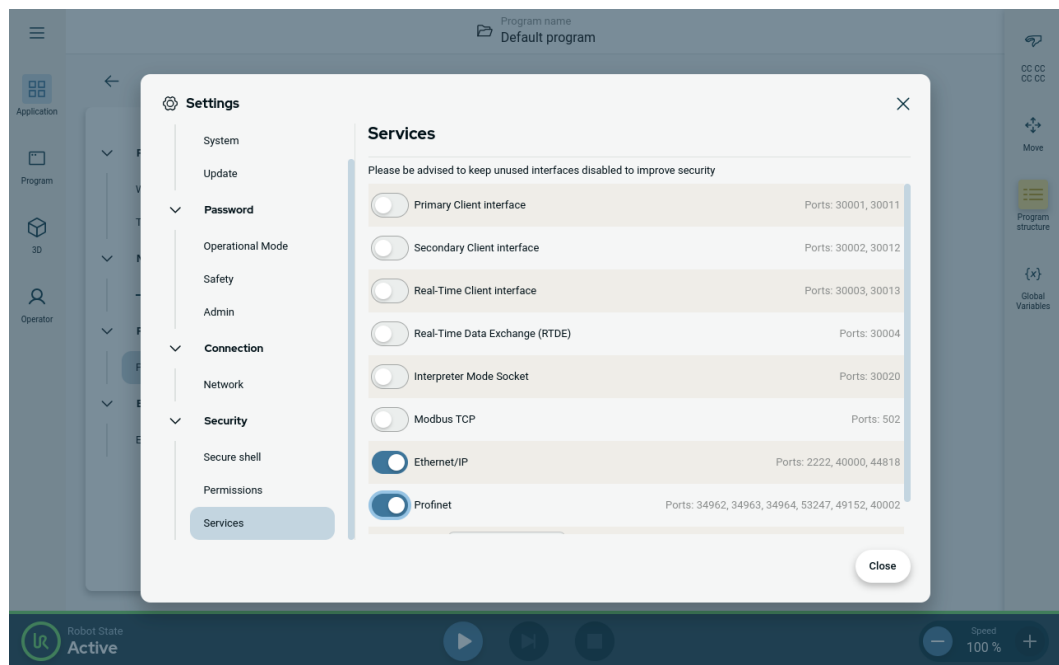 Program name
Default program
Application
Program
3D
Operator
CC CC
CC CC
Move
Program
structure
{x}
Global
Variables
Settings
System
Update
Password
Operational Mode
Safety
Admin
Connection
Network
Security
Secure shell
Permissions
Services
Services
Please be advised to keep unused interfaces disabled to improve security
Primary Client interface Ports: 30001, 30011
Secondary Client interface Ports: 30002, 30012
Real-Time Client interface Ports: 30003, 30013
Real-Time Data Exchange (RTDE) Ports: 30004
Interpreter Mode Socket Ports: 30020
Modbus TCP Ports: 502
Ethernet/IP Ports: 2222, 40000, 44818
Profinet Ports: 34962, 34963, 34964, 53247, 49152, 40002
Close
UR
Robot State
Active
Speed
100 %